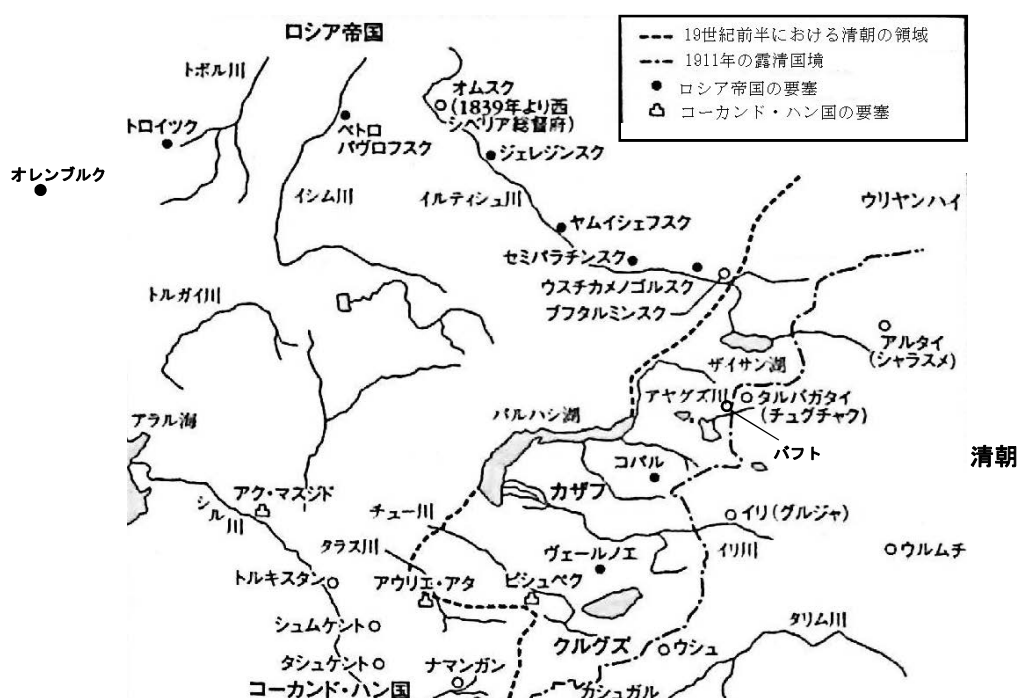 ロシア帝国
19世紀前半における清朝の領域
1911年の露清国境
ロシア帝国の要塞
コーカンド・ハン国の要塞
トボル川
オムスク
(1839年より西
シベリア総督府)
トロイツク
ペトロ
パヴロフスク
ジェレジンスク
オレンブルク
イシム川
イルティシュ川
ウリヤンハイ
ヤムイシェフスク
セミパラチンスク
ウスチカメノゴルスク
トルガイ川
ブフタルミンスク
アルタイ
(シャラスメ)
ザイサン湖
アヤグズ川
タルバガタイ
(チュグチャク)
アラル海
バルハシ湖
バフト
清朝
コパル
カザフ
アク・マスジド
シル川
チュー川
イリ(グルジャ)
タラス川
ヴェールノエ
イリ川
ウルムチ
トルキスタン
アウリエ・アタ
ピシュペク
シュムケント
タリム川
クルグズ
ウシュ
タシュケント
ナマンガン
コーカンド・ハン国
カシュガル